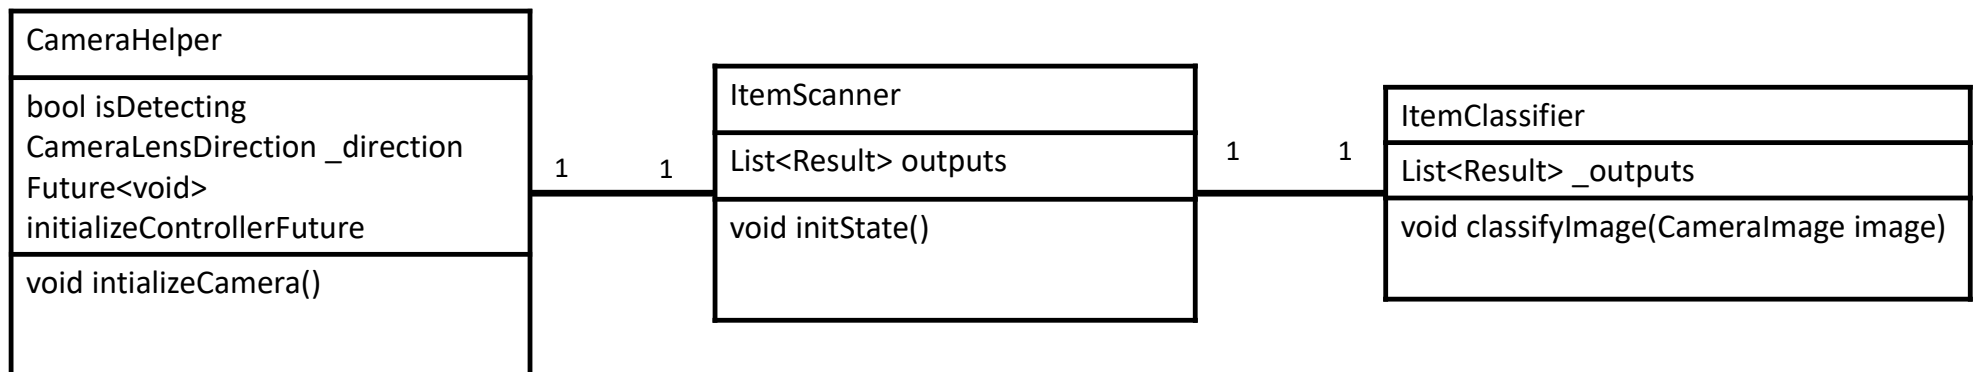 CameraHelper
bool isDetecting
CameraLensDirection _direction
Future<void>
initializeControllerFuture
void intializeCamera()
1 1
ItemScanner
List<Result> outputs
void initState()
1 1
ItemClassifier
List<Result> _outputs
void classifyImage(CameraImage image)